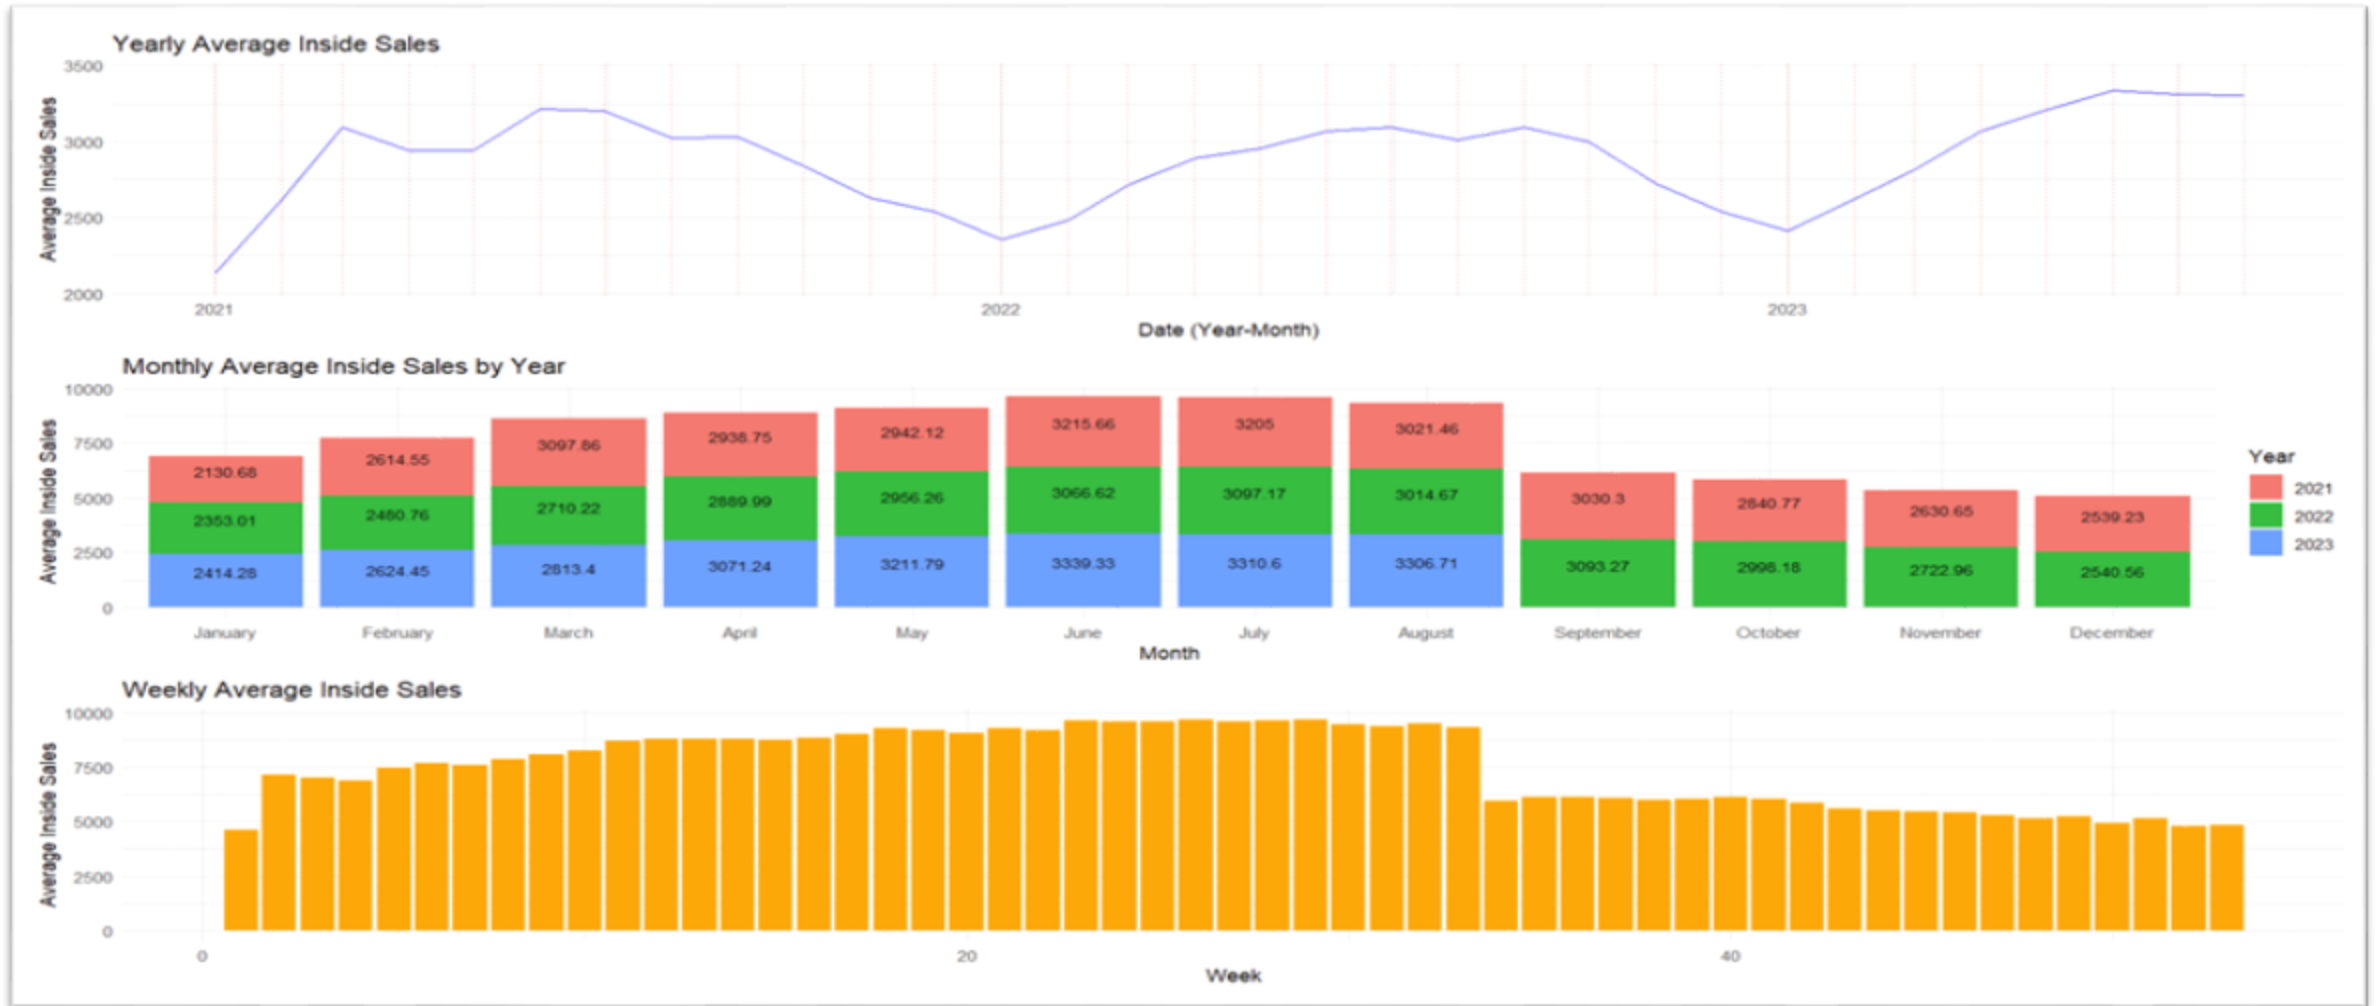 Yearly Average Inside Sales
Average Inside Sales
3500
3000
2500
2000
2021 2022 2023
Date (Year-Month)
Monthly Average Inside Sales by Year
Average Inside Sales
10000
7500
5000
2500
0
2130.68 2614.55 3097.86 2938.75 2942.12 3215.66 3205 3021.46 3030.3 2840.77 2630.65 2539.23
2353.01 2480.76 2710.22 2889.99 2956.26 3066.62 3097.17 3014.67 3093.27 2998.18 2722.96 2540.56
2414.28 2624.45 2813.4 3071.24 3211.79 3339.33 3310.6 3306.71
January February March April May June July August September October November December
Month
Year
2021
2022
2023
Weekly Average Inside Sales
Average Inside Sales
10000
7500
5000
2500
0
0 20 40
Week